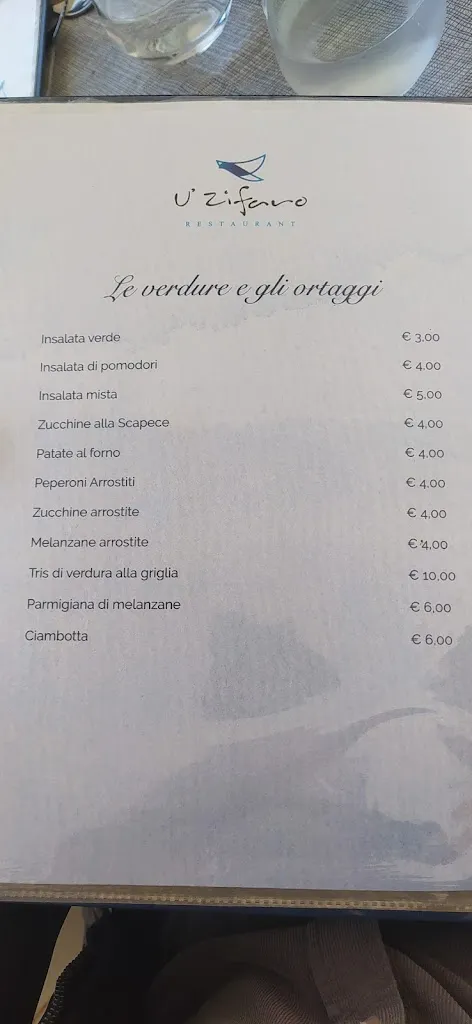 U' Zifaro
RESTAURANT
Le verdure e gli ortaggi
Insalata verde € 3,00
Insalata di pomodori € 4,00
Insalata mista € 5,00
Zucchine alla Scapece € 4,00
Patate al forno € 4,00
Peperoni Arrostiti € 4,00
Zucchine arrostite € 4,00
Melanzane arrostite € 4,00
Tris di verdura alla griglia € 10,00
Parmigiana di melanzane € 6,00
Ciambotta € 6,00